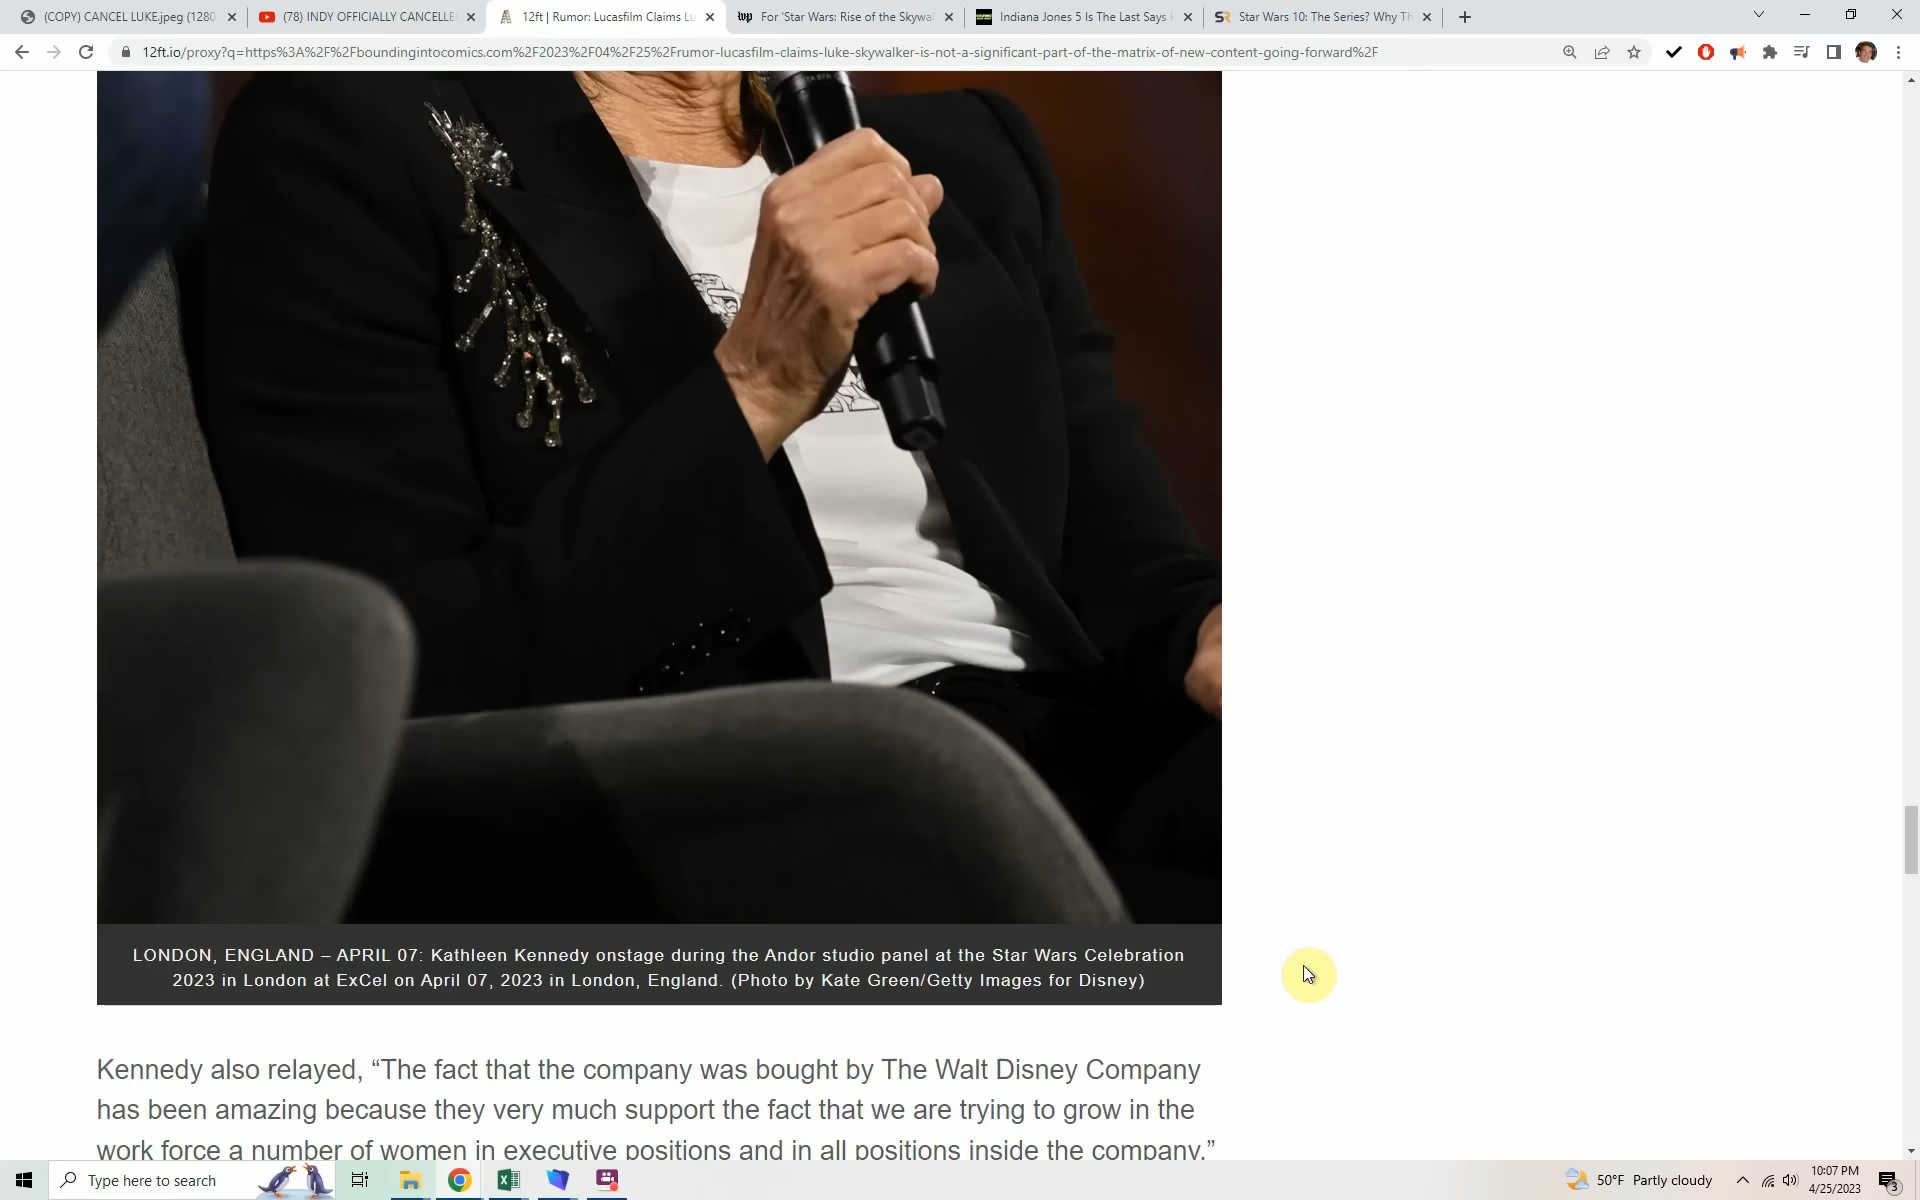 (COPY) CANCEL LUKE.jpeg (1280
(78) INDY OFFICIALLY CANCELLE
12ft | Rumor: Lucasfilm Claims Lu
For 'Star Wars: Rise of the Skywal
Indiana Jones 5 Is The Last Says
Star Wars 10: The Series? Why Th
12ft.io/proxy?q=https%3A%2F%2Fboundingintocomics.com%2F2023%2F04%2F25%2Frumor-lucasfilm-claims-luke-skywalker-is-not-a-significant-part-of-the-matrix-of-new-content-going-forward%2F
LONDON, ENGLAND – APRIL 07: Kathleen Kennedy onstage during the Andor studio panel at the Star Wars Celebration
2023 in London at ExCel on April 07, 2023 in London, England. (Photo by Kate Green/Getty Images for Disney)
Kennedy also relayed, “The fact that the company was bought by The Walt Disney Company
has been amazing because they very much support the fact that we are trying to grow in the
work force a number of women in executive positions and in all positions inside the company.”
Type here to search
50°F Partly cloudy
10:07 PM
4/25/2023
3